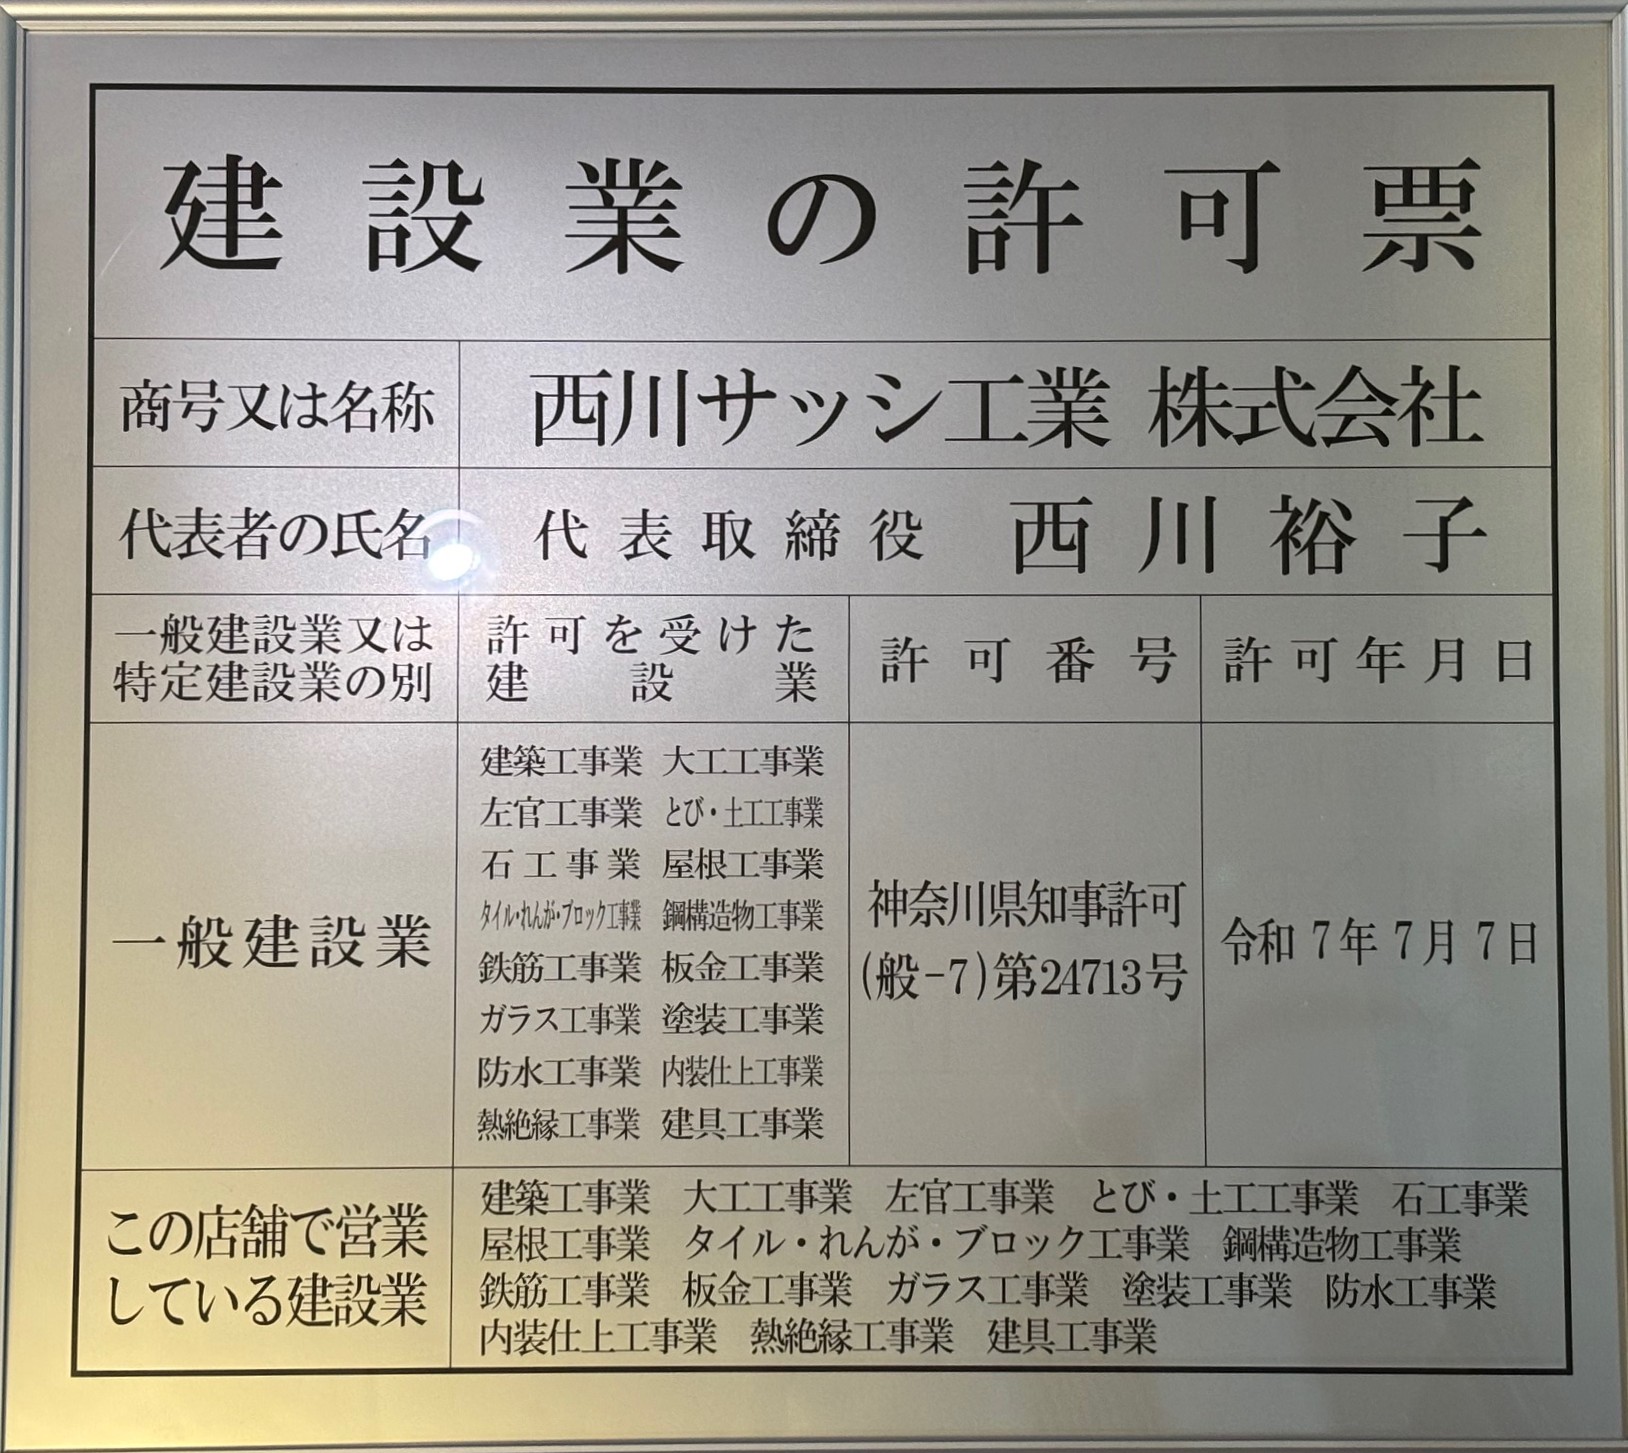 建設業の許可票
商号又は名称
西川サッシ工業 株式会社
代表者の氏名
代表取締役 西川裕子
一般建設業又は
特定建設業の別
許可を受けた
建設業
許可番号
許可年月日
一般建設業
建築工事業 大工工事業
左官工事業 とび・土工工事業
石工事業 屋根工事業
タイル・れんが・ブロック工事業 鋼構造物工事業
鉄筋工事業 板金工事業
ガラス工事業 塗装工事業
防水工事業 内装仕上工事業
熱絶縁工事業 建具工事業
神奈川県知事許可
(般-7)第24713号
令和 7年 7月 7日
この店舗で営業
している建設業
建築工事業 大工工事業 左官工事業 とび・土工工事業 石工事業
屋根工事業 タイル・れんが・ブロック工事業 鋼構造物工事業
鉄筋工事業 板金工事業 ガラス工事業 塗装工事業 防水工事業
内装仕上工事業 熱絶縁工事業 建具工事業